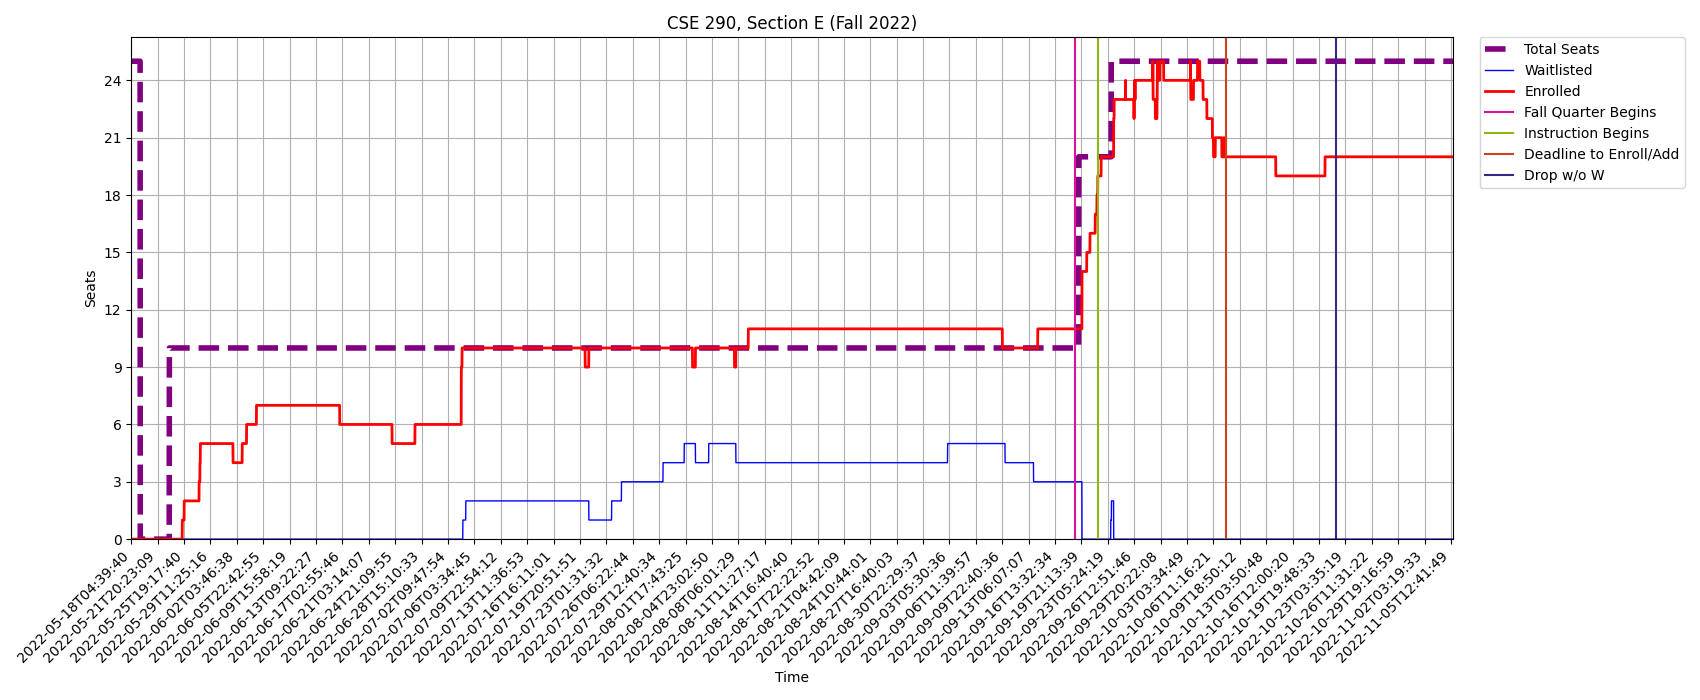 CSE 290, Section E (Fall 2022)
Total Seats
Waitlisted
Enrolled
Fall Quarter Begins
Instruction Begins
Deadline to Enroll/Add
Drop w/o W
Seats
24
21
18
15
12
9
6
3
0
2022-05-18T04:39:40
2022-05-21T20:23:09
2022-05-25T19:17:40
2022-05-29T11:25:16
2022-06-02T03:46:38
2022-06-05T22:42:55
2022-06-09T15:58:19
2022-06-13T09:22:27
2022-06-17T02:55:46
2022-06-21T03:14:07
2022-06-24T21:09:55
2022-06-28T15:10:33
2022-07-02T09:47:54
2022-07-06T03:34:45
2022-07-09T22:54:12
2022-07-13T11:36:53
2022-07-16T16:11:01
2022-07-19T20:51:51
2022-07-23T01:31:32
2022-07-26T06:22:44
2022-07-29T12:40:34
2022-08-01T17:43:25
2022-08-04T23:02:50
2022-08-08T06:01:29
2022-08-11T11:27:17
2022-08-14T16:40:40
2022-08-17T22:22:52
2022-08-21T04:42:09
2022-08-24T10:44:01
2022-08-27T16:40:03
2022-08-30T22:29:37
2022-09-03T05:30:36
2022-09-06T11:39:57
2022-09-09T22:40:36
2022-09-13T06:07:07
2022-09-16T13:32:34
2022-09-19T21:13:39
2022-09-23T05:24:19
2022-09-26T12:51:46
2022-09-29T20:22:08
2022-10-03T03:34:49
2022-10-06T11:16:21
2022-10-09T18:50:12
2022-10-13T03:50:48
2022-10-16T12:00:20
2022-10-19T19:48:33
2022-10-23T03:35:19
2022-10-26T11:31:22
2022-10-29T19:16:59
2022-11-02T03:19:33
2022-11-05T12:41:49
Time